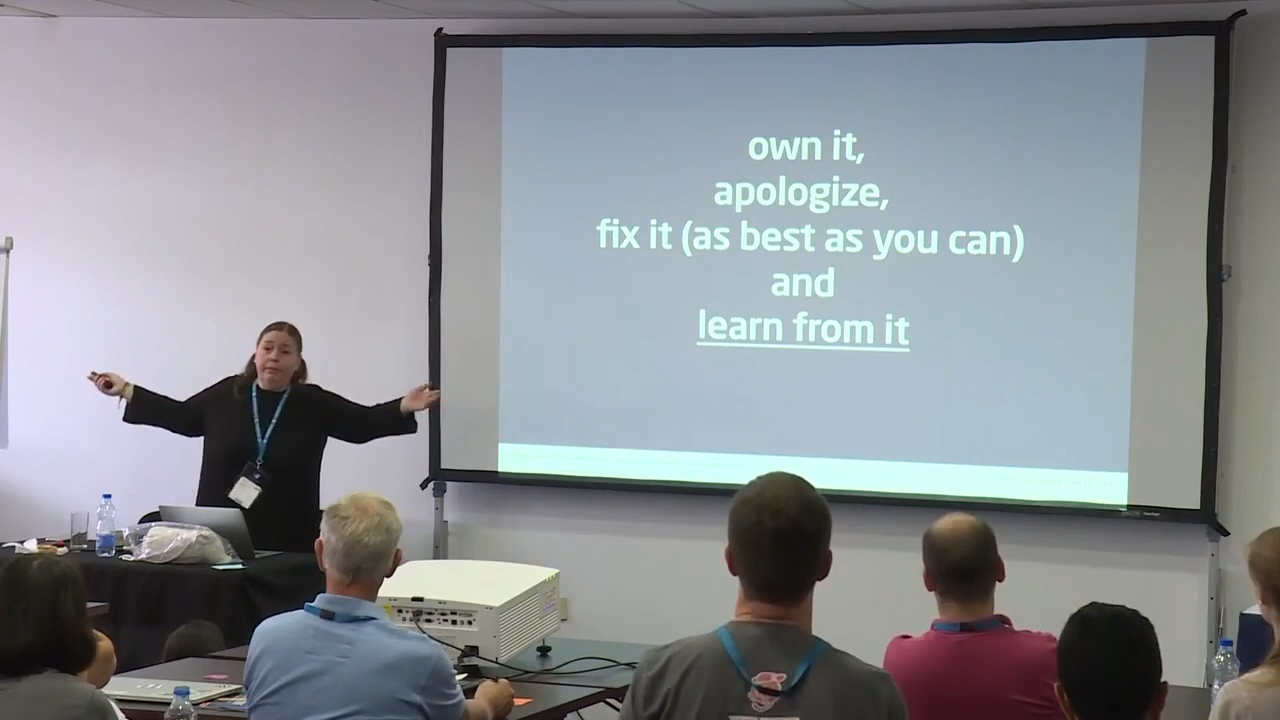 own it,
apologize,
fix it (as best as you can)
and
learn from it